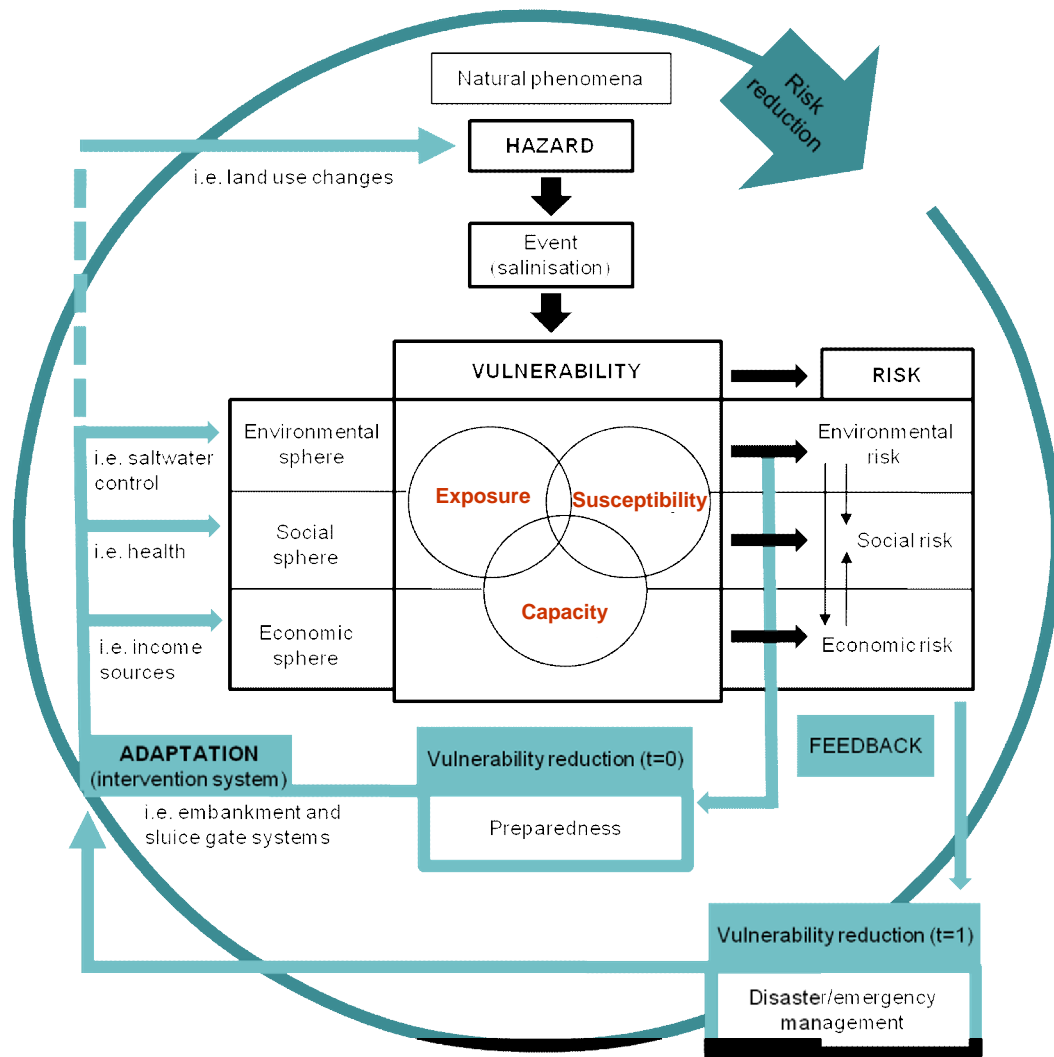 Natural phenomena
Risk
reduction
HAZARD
i.e. land use changes
Event
(salinisation)
VULNERABILITY
RISK
Environmental
sphere
Environmental
risk
i.e. saltwater
control
Exposure
Susceptibility
i.e. health
Social
sphere
Social risk
Capacity
i.e. income
sources
Economic
sphere
Economic risk
ADAPTATION
(intervention system)
Vulnerability reduction (t=0)
FEEDBACK
i.e. embankment and
sluice gate systems
Preparedness
Vulnerability reduction (t=1)
Disaster/emergency
management